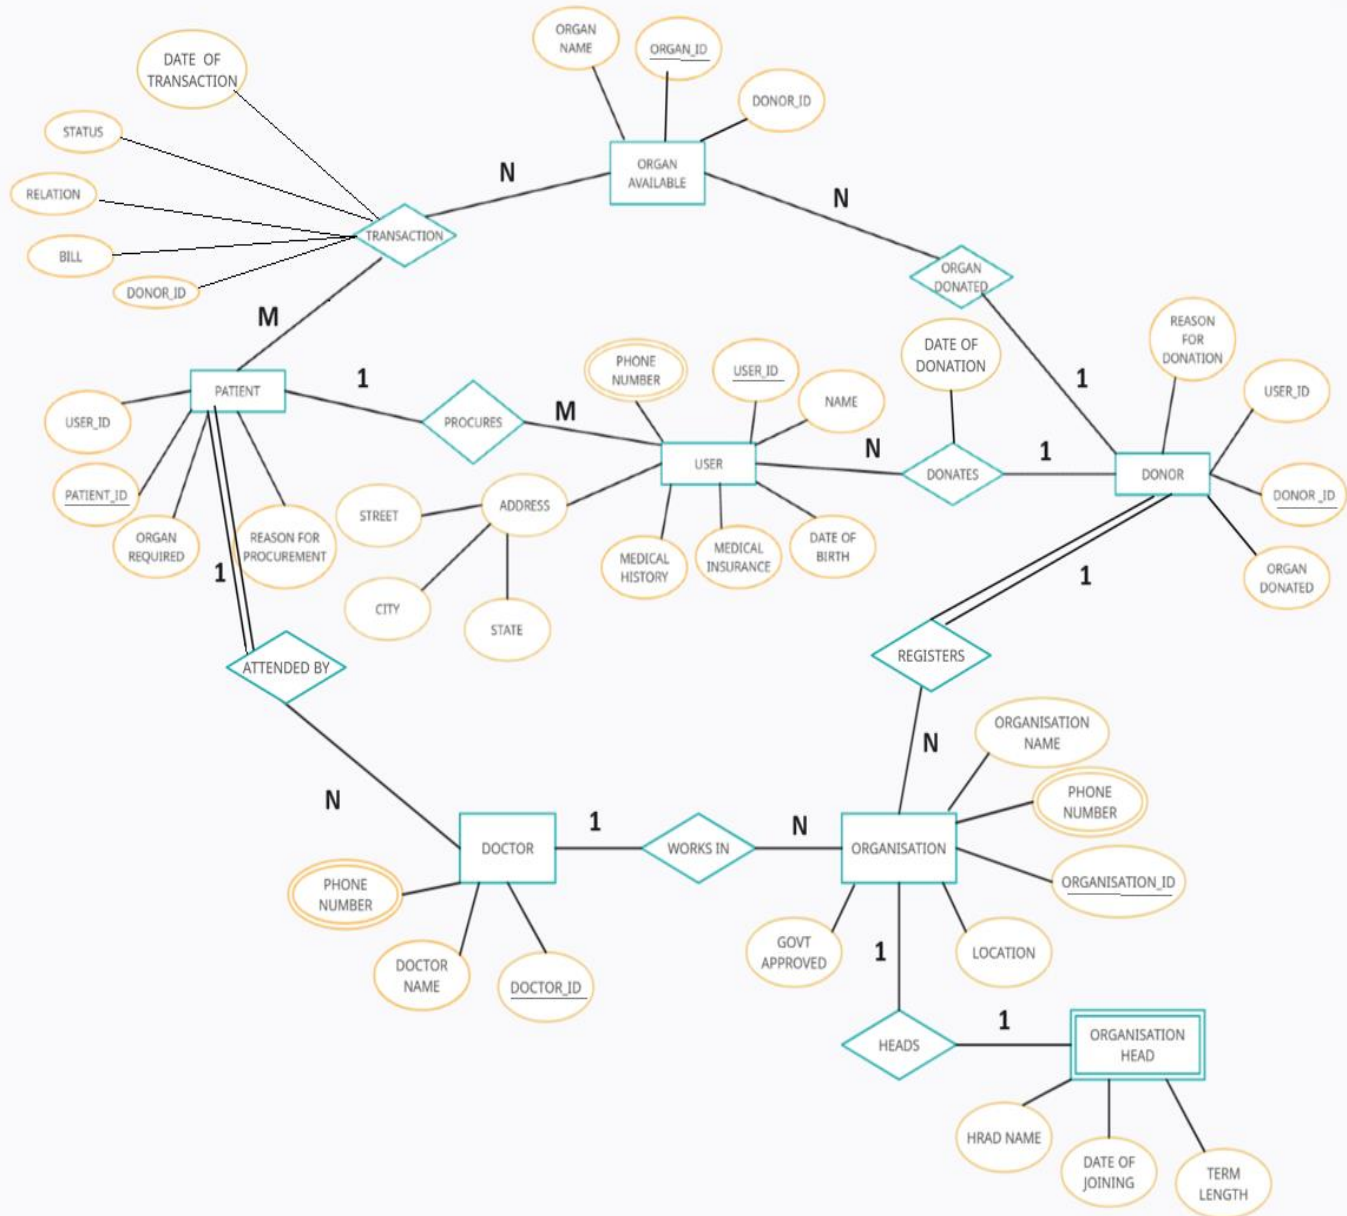 ORGAN
NAME
ORGAN_ID
DONOR_ID
DATE OF
TRANSACTION
STATUS
RELATION
BILL
DONOR_ID
TRANSACTION
N
ORGAN
AVAILABLE
N
ORGAN
DONATED
M
1
PATIENT
1
PROCURES
M
USER_ID
PATIENT_ID
ORGAN
REQUIRED
REASON FOR
PROCUREMENT
PHONE
NUMBER
USER_ID
NAME
USER
ADDRESS
STREET
CITY
STATE
MEDICAL
HISTORY
MEDICAL
INSURANCE
DATE OF
BIRTH
DATE OF
DONATION
N
DONATES
1
DONOR
REASON
FOR
DONATION
USER_ID
DONOR_ID
ORGAN
DONATED
1
ATTENDED BY
N
1
REGISTERS
N
DOCTOR
1
WORKS IN
N
ORGANISATION
PHONE
NUMBER
DOCTOR
NAME
DOCTOR_ID
ORGANISATION
NAME
PHONE
NUMBER
ORGANISATION_ID
GOVT
APPROVED
LOCATION
1
HEADS
1
ORGANISATION
HEAD
HRAD NAME
DATE OF
JOINING
TERM
LENGTH